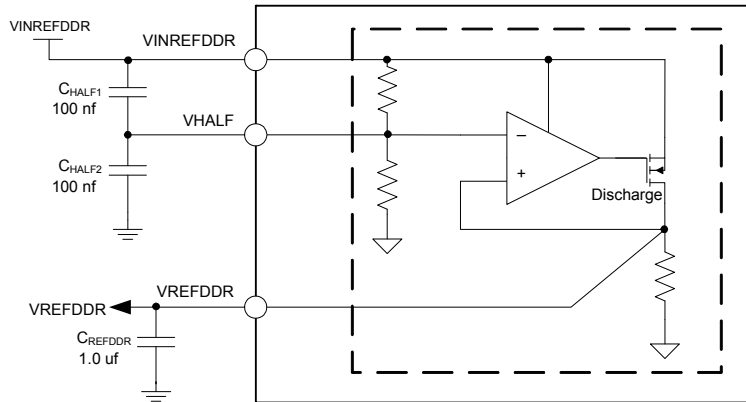 VINREFDDR
VINREFDDR
CHALF1
100 nf
VHALF
CHALF2
100 nf
−
+
Discharge
VREFDDR
VREFDDR
CREFDDR
1.0 uf